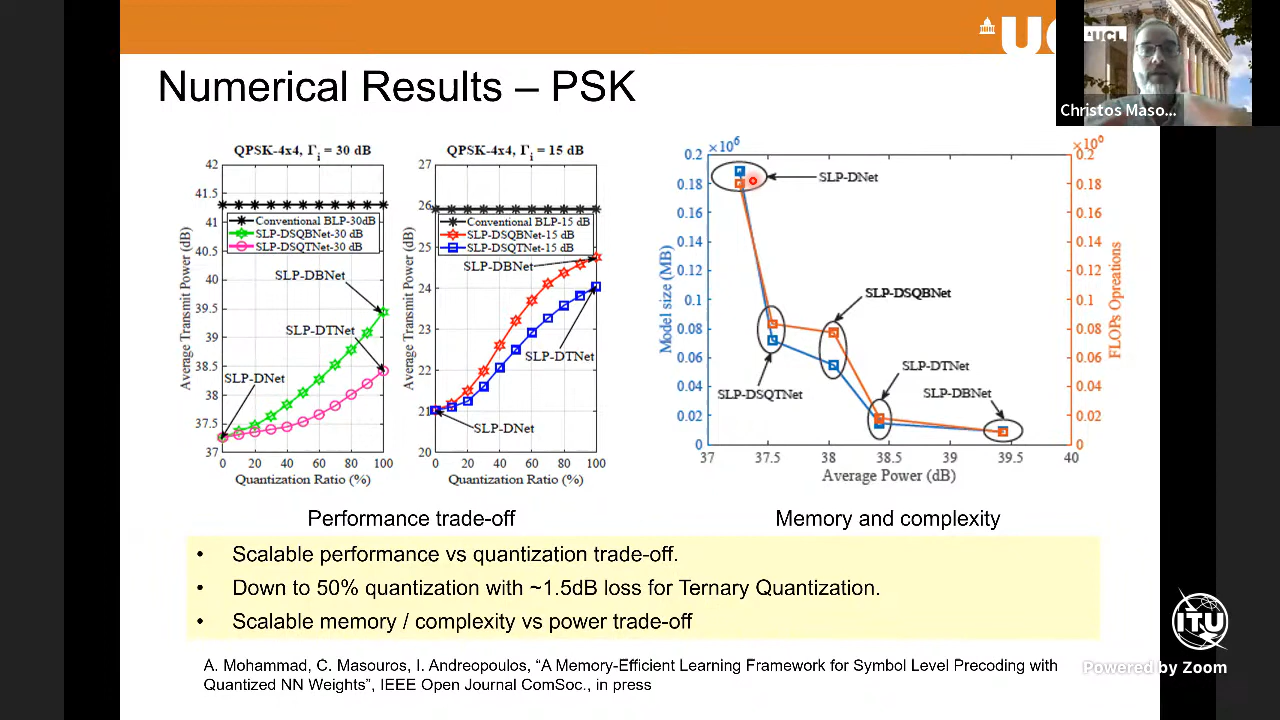 UCL
Christos Maso...
Numerical Results – PSK
QPSK-4x4, Γi = 30 dB
42
41.5
41
40.5
40
39.5
39
38.5
38
37.5
37
0 20 40 60 80 100
Average Transmit Power (dB)
Quantization Ratio (%)
Conventional BLP-30dB
SLP-DSQBNet-30 dB
SLP-DSQTNet-30 dB
SLP-DBNet
SLP-DTNet
SLP-DNet
QPSK-4x4, Γi = 15 dB
27
26
25
24
23
22
21
20
0 20 40 60 80 100
Average Transmit Power (dB)
Quantization Ratio (%)
Conventional BLP-15 dB
SLP-DSQBNet-15 dB
SLP-DSQTNet-15 dB
SLP-DBNet
SLP-DTNet
SLP-DNet
×10⁶
0.2
0.18
0.16
0.14
0.12
0.1
0.08
0.06
0.04
0.02
0
Model size (MB)
SLP-DNet
SLP-DSQBNet
SLP-DTNet
SLP-DBNet
SLP-DSQTNet
37 37.5 38 38.5 39 39.5 40
Average Power (dB)
0.2
0.18
0.16
0.14
0.12
0.1
0.08
0.06
0.04
0.02
0
FLOPs Opreations
Performance trade-off
Memory and complexity
• Scalable performance vs quantization trade-off.
• Down to 50% quantization with ~1.5dB loss for Ternary Quantization.
• Scalable memory / complexity vs power trade-off
A. Mohammad, C. Masouros, I. Andreopoulos, “A Memory-Efficient Learning Framework for Symbol Level Precoding with
Quantized NN Weights”, IEEE Open Journal ComSoc., in press
ITU
Powered by Zoom